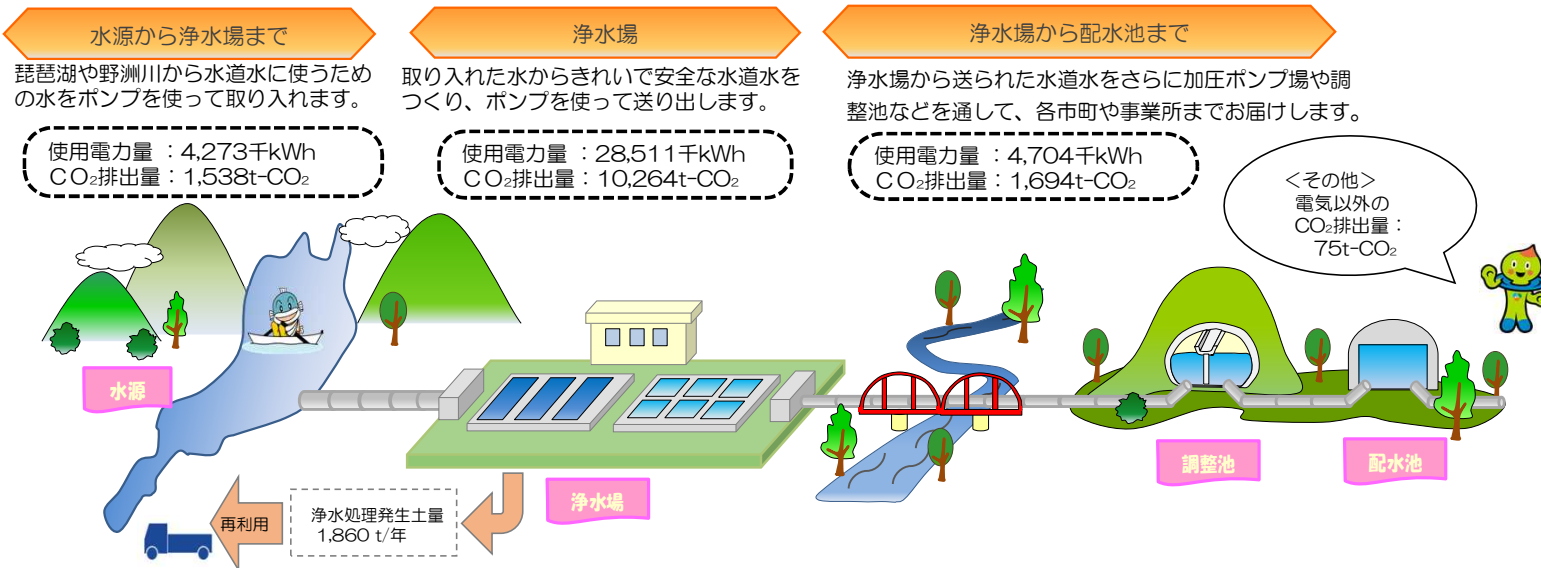 水源から浄水場まで
琵琶湖や野洲川から水道水に使うため
の水をポンプを使って取り入れます。
使用電力量 ：4,273千kWh
CO₂排出量：1,538t-CO₂
浄水場
取り入れた水からきれいで安全な水道水を
つくり、ポンプを使って送り出します。
使用電力量 ：28,511千kWh
CO₂排出量：10,264t-CO₂
浄水場から配水池まで
浄水場から送られた水道水をさらに加圧ポンプ場や調
整池などを通して、各市町や事業所までお届けします。
使用電力量 ：4,704千kWh
CO₂排出量：1,694t-CO₂
＜その他＞
電気以外の
CO₂排出量：
75t-CO₂
水源
浄水場
調整池
配水池
再利用
浄水処理発生土量
1,860 t/年